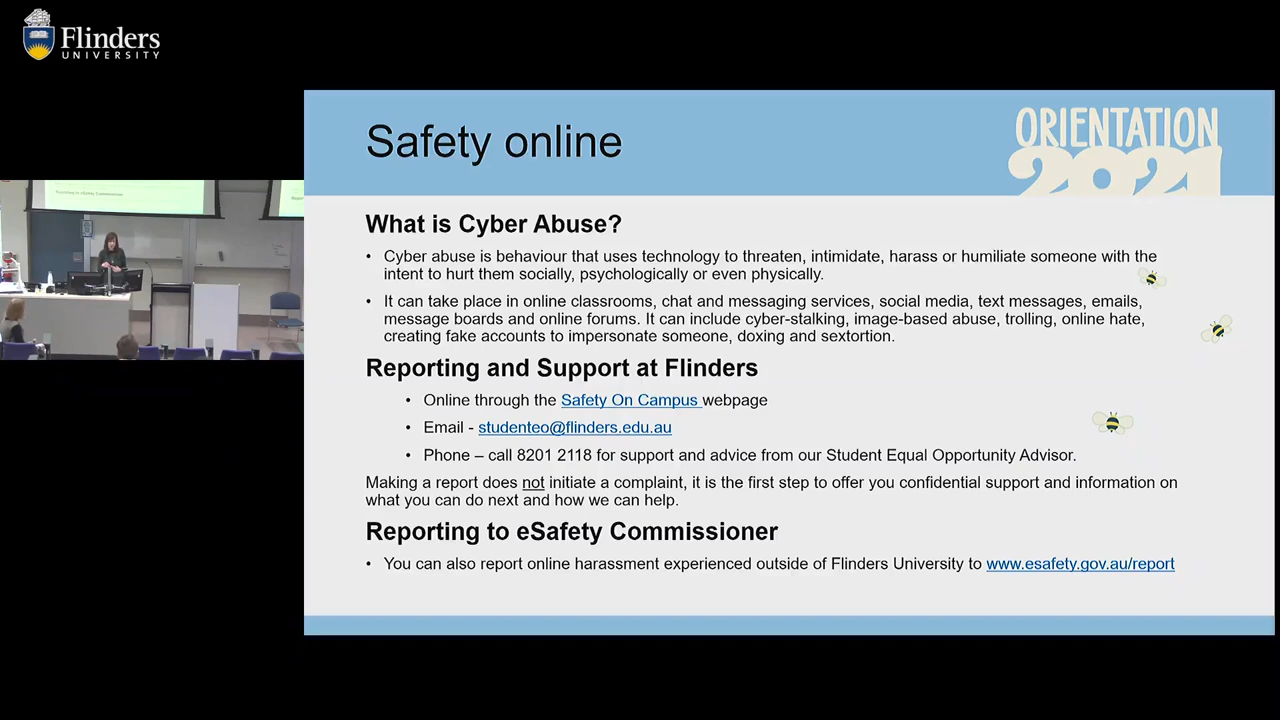 Flinders
UNIVERSITY
Safety online
ORIENTATION
2021
What is Cyber Abuse?
• Cyber abuse is behaviour that uses technology to threaten, intimidate, harass or humiliate someone with the
intent to hurt them socially, psychologically or even physically.
• It can take place in online classrooms, chat and messaging services, social media, text messages, emails,
message boards and online forums. It can include cyber-stalking, image-based abuse, trolling, online hate,
creating fake accounts to impersonate someone, doxing and sextortion.
Reporting and Support at Flinders
• Online through the Safety On Campus webpage
• Email - studenteo@flinders.edu.au
• Phone – call 8201 2118 for support and advice from our Student Equal Opportunity Advisor.
Making a report does not initiate a complaint, it is the first step to offer you confidential support and information on
what you can do next and how we can help.
Reporting to eSafety Commissioner
• You can also report online harassment experienced outside of Flinders University to www.esafety.gov.au/report